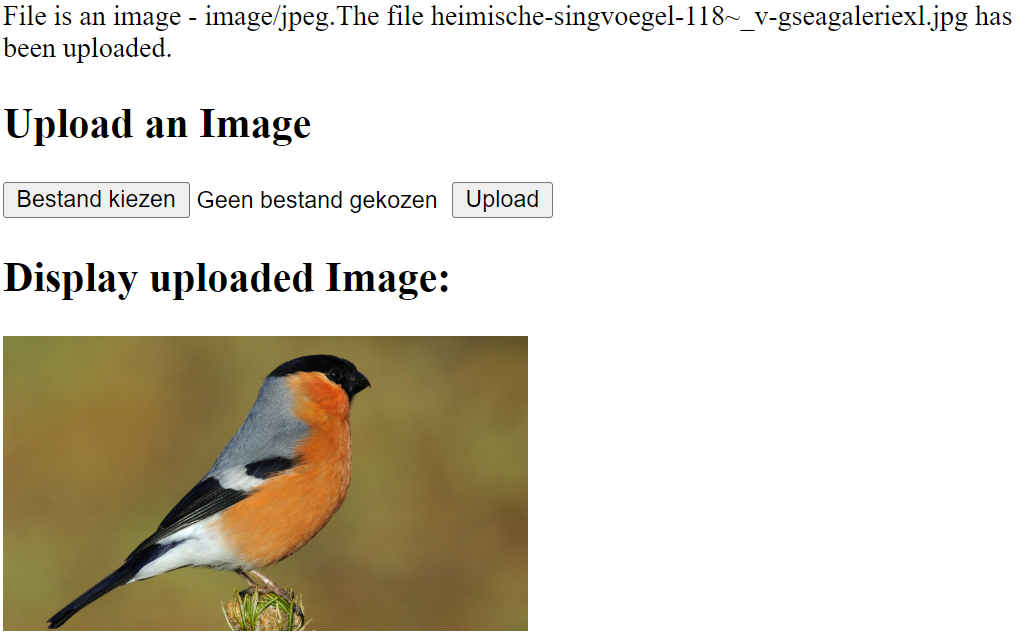 File is an image - image/jpeg.The file heimische-singvoegel-118~_v-gseagaleriexl.jpg has
been uploaded.
Upload an Image
Bestand kiezen Geen bestand gekozen Upload
Display uploaded Image: